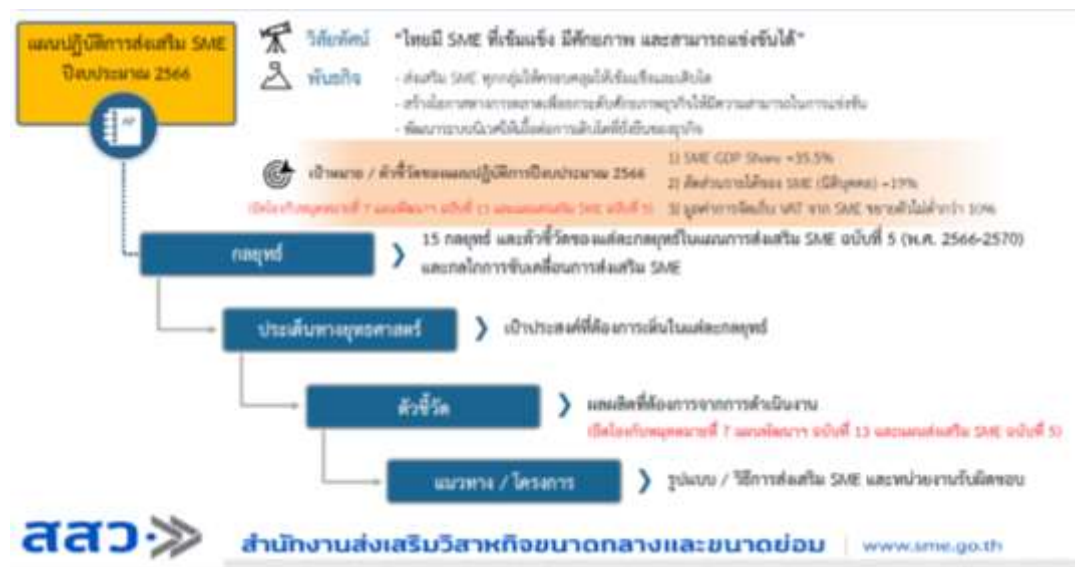 แผนปฏิบัติการส่งเสริม SME
ปีงบประมาณ 2566
วิสัยทัศน์ "ไทยมี SME ที่เข้มแข็ง มีศักยภาพ และสามารถแข่งขันได้"
พันธกิจ - ส่งเสริม SME ทุกกลุ่มให้ครอบคลุมให้เข้มแข็งและเติบโต
- สร้างโอกาสทางการตลาดเพื่อยกระดับศักยภาพธุรกิจให้มีความสามารถในการแข่งขัน
- พัฒนาระบบนิเวศให้เอื้อต่อการเติบโตที่ยั่งยืนของธุรกิจ
เป้าหมาย / ตัวชี้วัดของแผนปฏิบัติการปีงบประมาณ 2566
(ยึดโยงกับหมุดหมายที่ 7 แผนพัฒนาฯ ฉบับที่ 13 และแผนส่งเสริม SME ฉบับที่ 5)
1) SME GDP Share =35.5%
2) สัดส่วนรายได้ของ SME (นิติบุคคล) =19%
3) มูลค่าการจัดเก็บ VAT จาก SME ขยายตัวไม่ต่ำกว่า 10%
กลยุทธ์
15 กลยุทธ์ และตัวชี้วัดของแต่ละกลยุทธ์ในแผนการส่งเสริม SME ฉบับที่ 5 (พ.ศ. 2566-2570)
และกลไกการขับเคลื่อนการส่งเสริม SME
ประเด็นทางยุทธศาสตร์
เป้าประสงค์ที่ต้องการเห็นในแต่ละกลยุทธ์
ตัวชี้วัด
ผลผลิตที่ต้องการจากการดำเนินงาน
(ยึดโยงกับหมุดหมายที่ 7 แผนพัฒนาฯ ฉบับที่ 13 และแผนส่งเสริม SME ฉบับที่ 5)
แนวทาง / โครงการ
รูปแบบ / วิธีการส่งเสริม SME และหน่วยงานรับผิดชอบ
สสว.
สำนักงานส่งเสริมวิสาหกิจขนาดกลางและขนาดย่อม | www.sme.go.th